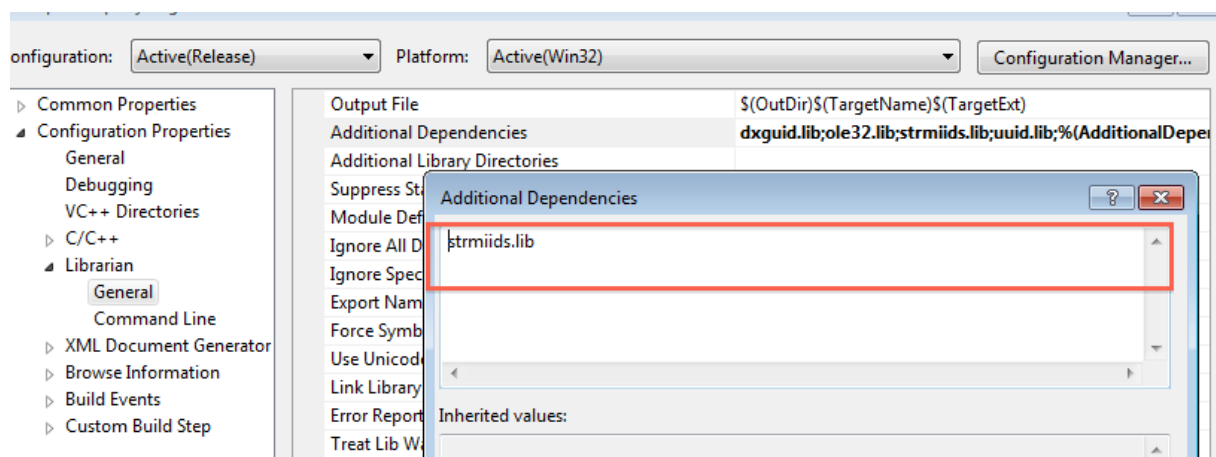 onfiguration: Active(Release) Platform: Active(Win32) Configuration Manager...
Common Properties
Configuration Properties
General
Debugging
VC++ Directories
C/C++
Librarian
General
Command Line
XML Document Generator
Browse Information
Build Events
Custom Build Step
Output File $(OutDir)$(TargetName)$(TargetExt)
Additional Dependencies dxguid.lib;ole32.lib;strmiids.lib;uuid.lib;%(AdditionalDepe
Additional Library Directories
Suppress Sta
Module Def
Ignore All D
Ignore Spec
Export Nam
Force Symb
Use Unicod
Link Library
Error Report
Treat Lib Wa
Additional Dependencies
strmiids.lib
Inherited values: